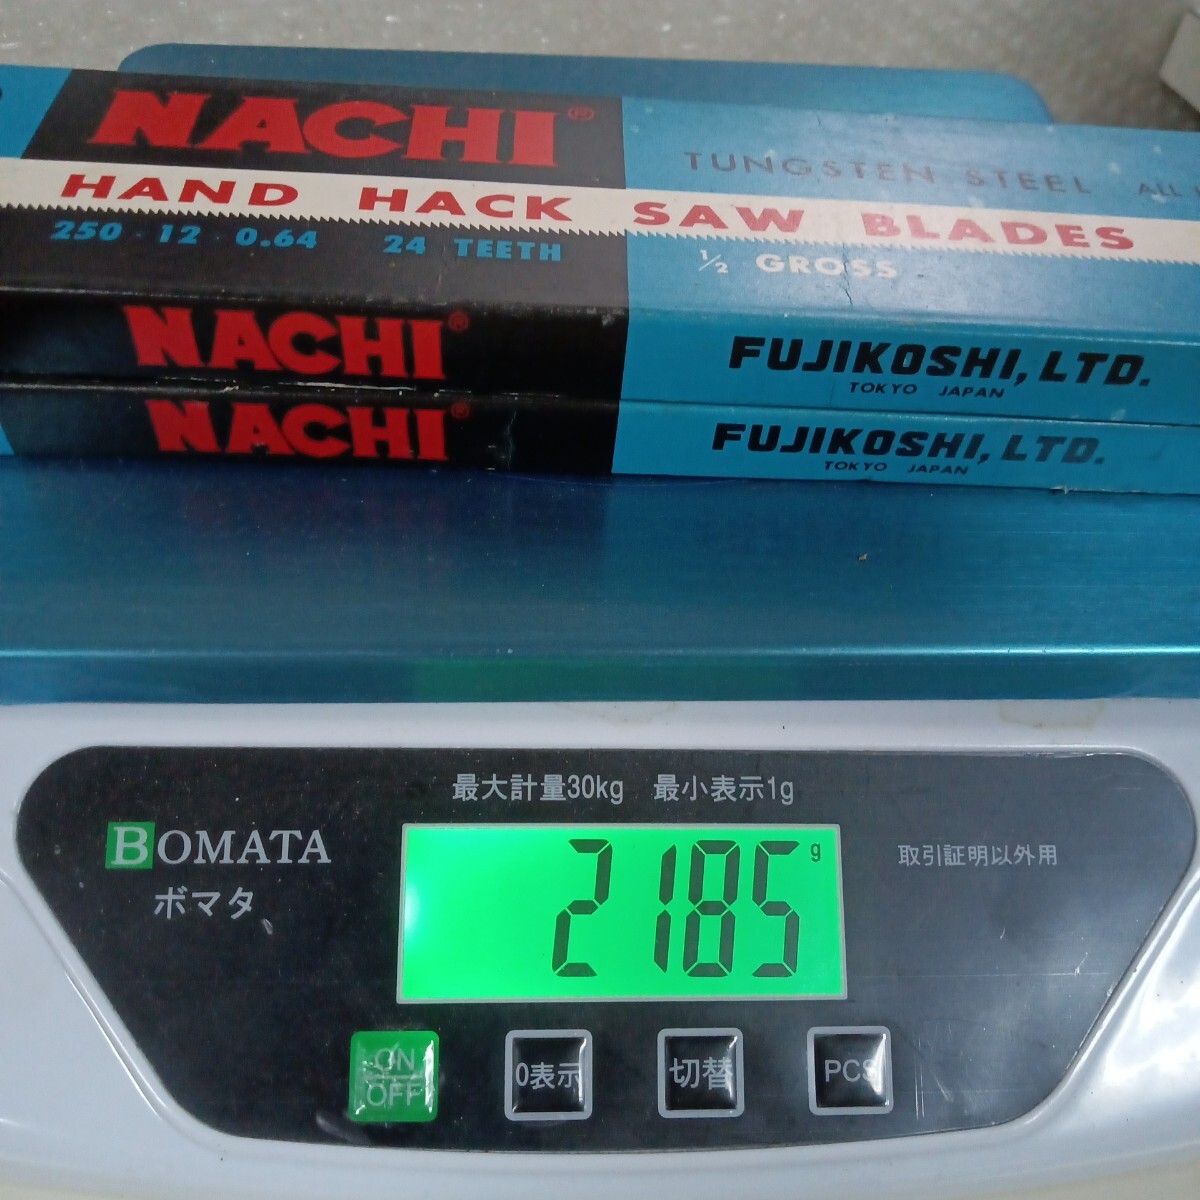 NACHI®
TUNGSTEN STEEL ALL
HAND HACK SAW BLADES
250 · 12 · 0.64 24 TEETH
1/2 GROSS
NACHI®
FUJIKOSHI, LTD.
TOKYO JAPAN
NACHI®
FUJIKOSHI, LTD.
TOKYO JAPAN
最大計量30kg 最小表示1g
BOMATA
ボマタ
2185 g
取引証明以外用
ON
OFF
0表示
切替
PCS